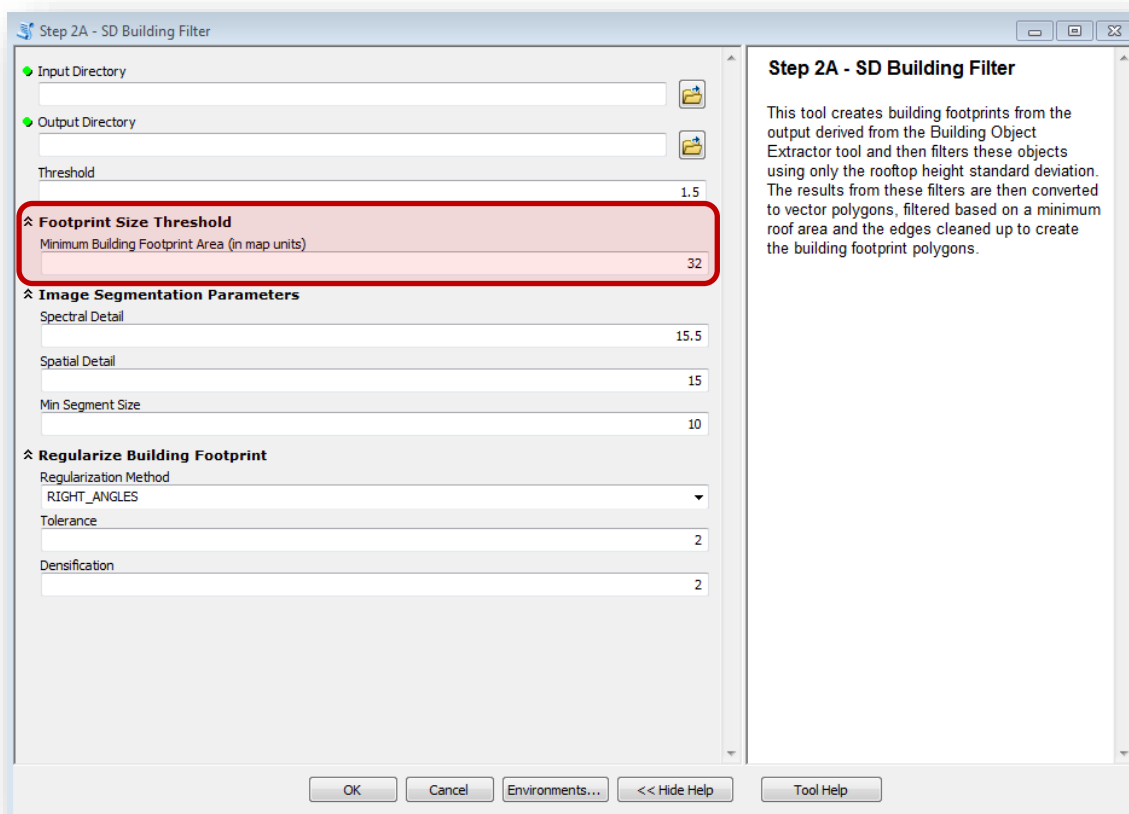 Step 2A - SD Building Filter
Input Directory
Output Directory
Threshold
1.5
Footprint Size Threshold
Minimum Building Footprint Area (in map units)
32
Image Segmentation Parameters
Spectral Detail
15.5
Spatial Detail
15
Min Segment Size
10
Regularize Building Footprint
Regularization Method
RIGHT_ANGLES
Tolerance
2
Densification
2
Step 2A - SD Building Filter
This tool creates building footprints from the
output derived from the Building Object
Extractor tool and then filters these objects
using only the rooftop height standard deviation.
The results from these filters are then converted
to vector polygons, filtered based on a minimum
roof area and the edges cleaned up to create
the building footprint polygons.
OK
Cancel
Environments...
<< Hide Help
Tool Help